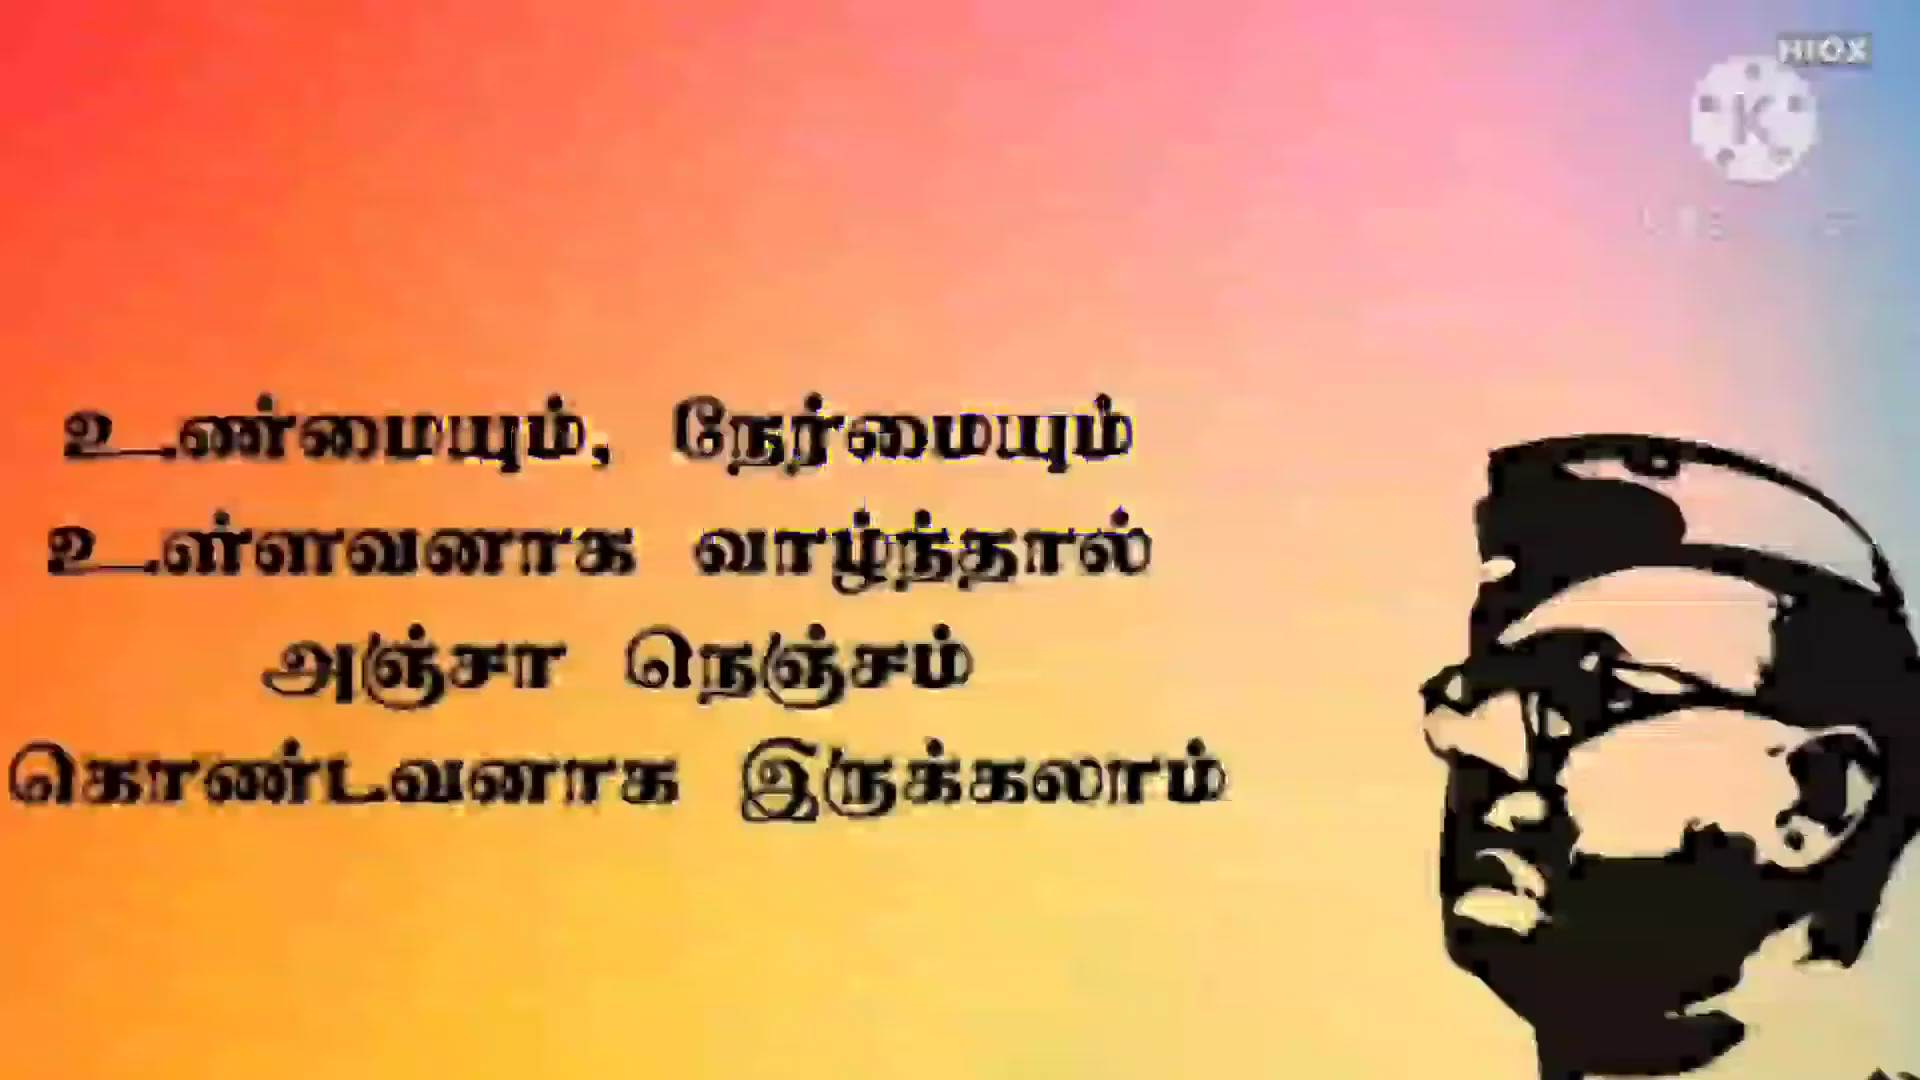 HIOX
K
உண்மையும், நேர்மையும்
உள்ளவனாக வாழ்ந்தால்
அஞ்சா நெஞ்சம்
கொண்டவனாக இருக்கலாம்